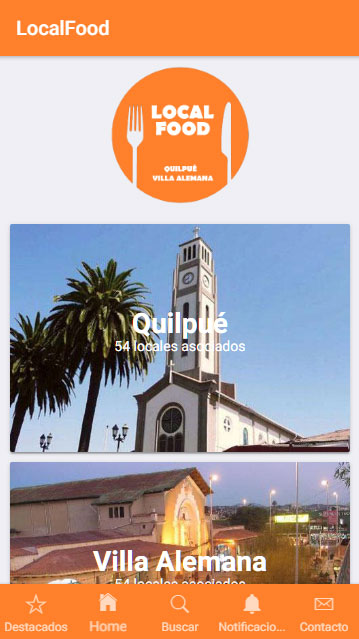 LocalFood
LOCAL
FOOD
QUILPUÉ
VILLA ALEMANA
Quilpué
54 locales asociados
Villa Alemana
54 locales asociados
Destacados
Home
Buscar
Notificacio...
Contacto